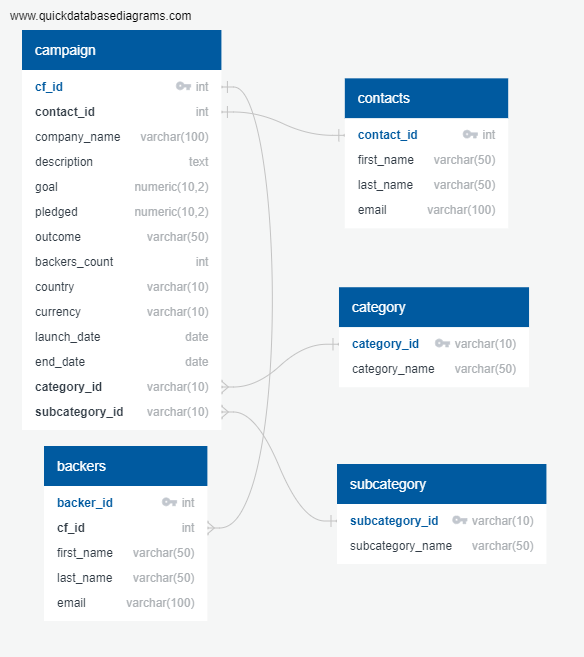 www.quickdatabasediagrams.com
campaign
cf_id int
contact_id int
company_name varchar(100)
description text
goal numeric(10,2)
pledged numeric(10,2)
outcome varchar(50)
backers_count int
country varchar(10)
currency varchar(10)
launch_date date
end_date date
category_id varchar(10)
subcategory_id varchar(10)
contacts
contact_id int
first_name varchar(50)
last_name varchar(50)
email varchar(100)
category
category_id varchar(10)
category_name varchar(50)
backers
backer_id int
cf_id int
first_name varchar(50)
last_name varchar(50)
email varchar(100)
subcategory
subcategory_id varchar(10)
subcategory_name varchar(50)